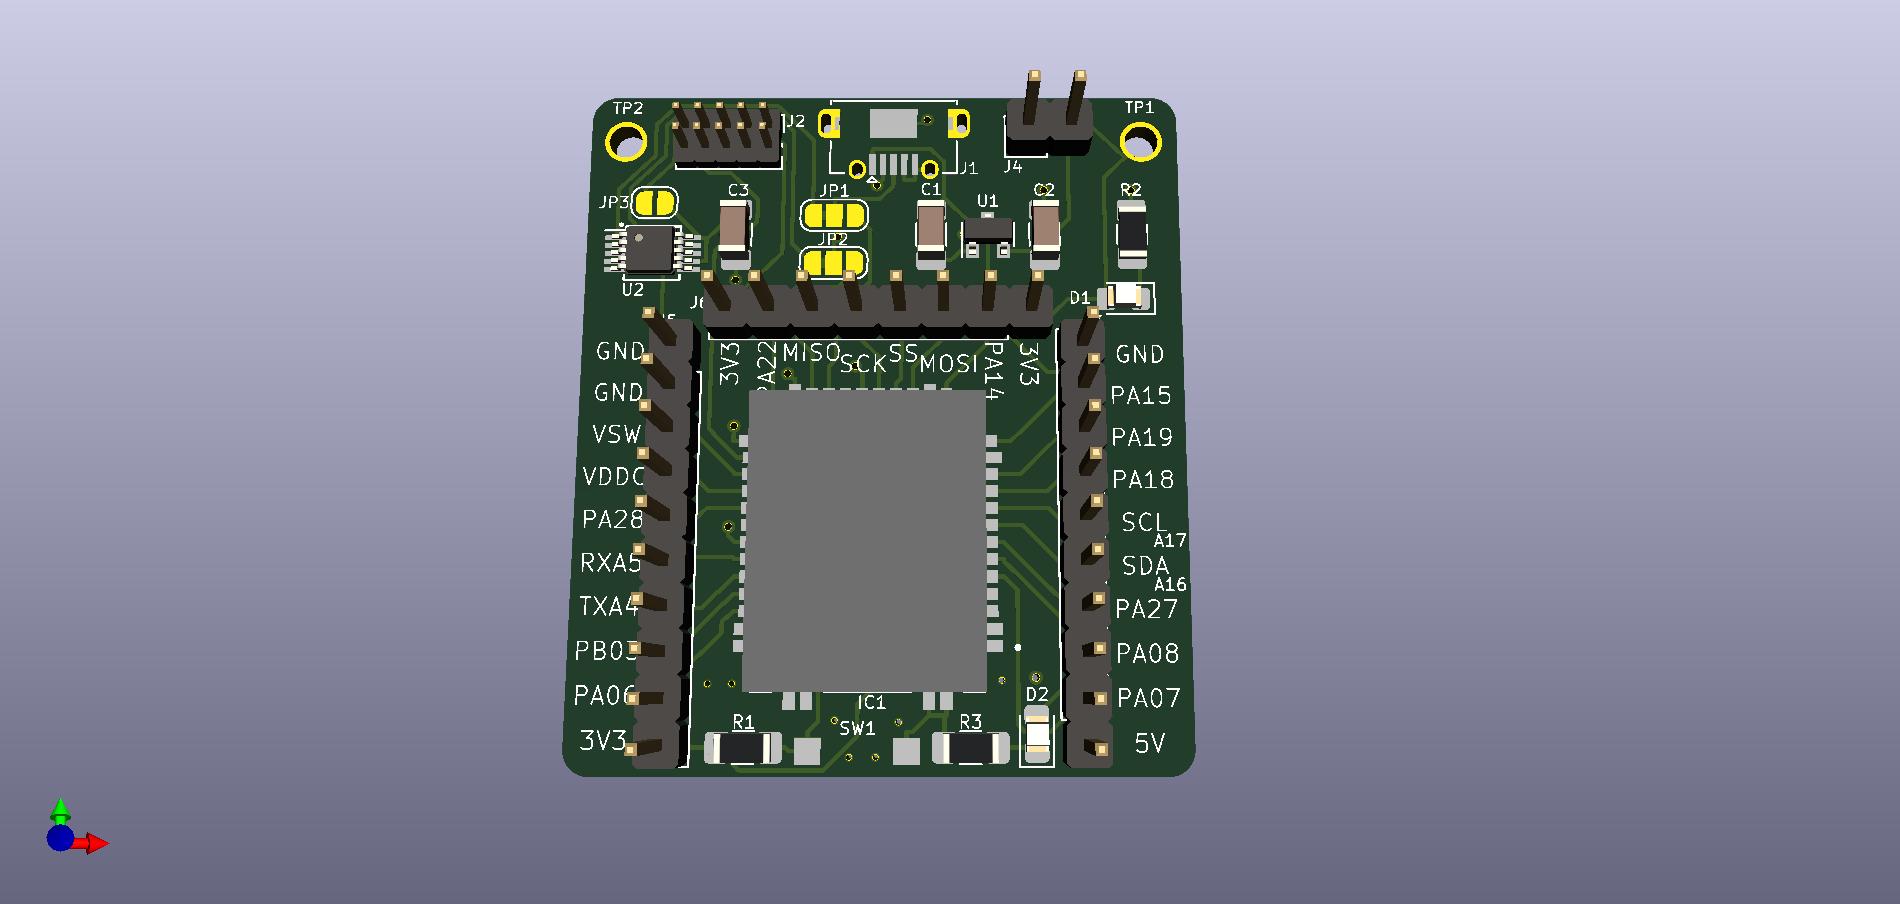 TP2
TP1
J2
J1
J4
JP3
C3
JP1
C1
U1
C2
R2
JP2
U2
J6
D1
3V3
PA22
MISO
SCK
SS
MOSI
PA14
3V3
GND
GND
VSW
VDDC
PA28
RXA5
TXA4
PB03
PA06
3V3
GND
PA15
PA19
PA18
SCL
A17
SDA
A16
PA27
PA08
PA07
5V
IC1
D2
R1
SW1
R3